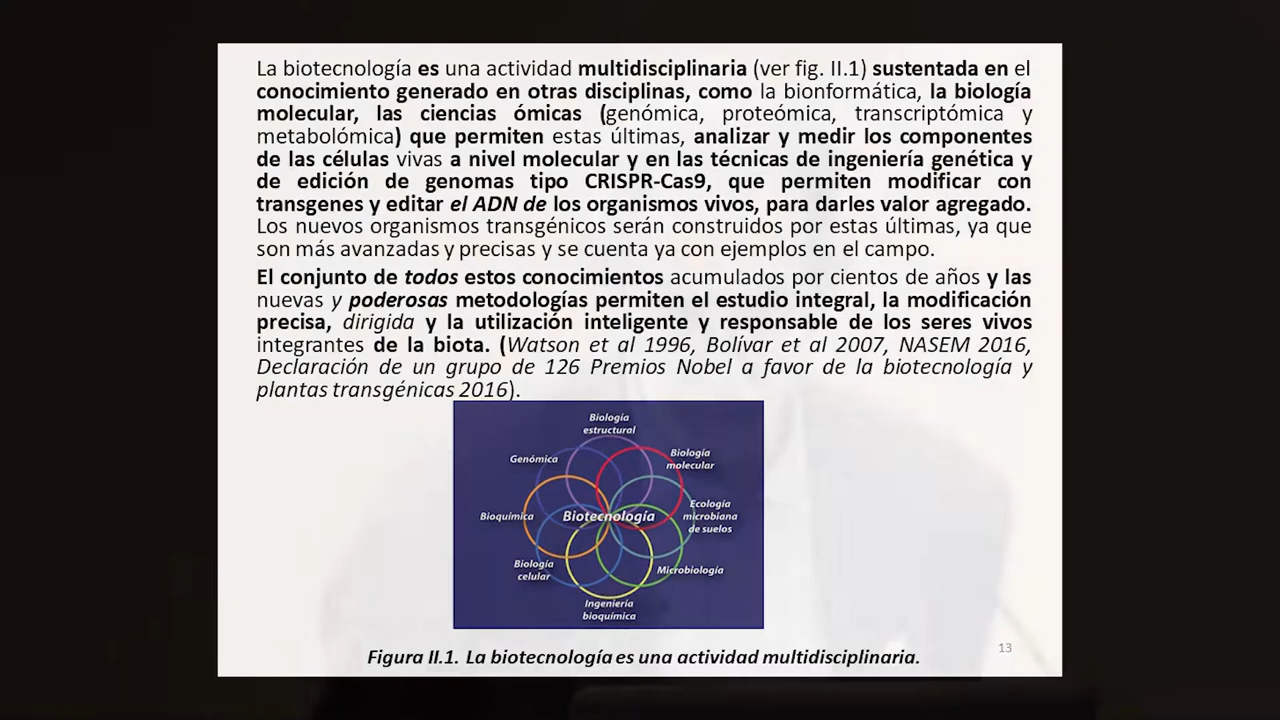 La biotecnología es una actividad multidisciplinaria (ver fig. II.1) sustentada en el
conocimiento generado en otras disciplinas, como la bionformática, la biología
molecular, las ciencias ómicas (genómica, proteómica, transcriptómica y
metabolómica) que permiten estas últimas, analizar y medir los componentes
de las células vivas a nivel molecular y en las técnicas de ingeniería genética y
de edición de genomas tipo CRISPR-Cas9, que permiten modificar con
transgenes y editar el ADN de los organismos vivos, para darles valor agregado.
Los nuevos organismos transgénicos serán construidos por estas últimas, ya que
son más avanzadas y precisas y se cuenta ya con ejemplos en el campo.
El conjunto de todos estos conocimientos acumulados por cientos de años y las
nuevas y poderosas metodologías permiten el estudio integral, la modificación
precisa, dirigida y la utilización inteligente y responsable de los seres vivos
integrantes de la biota. (Watson et al 1996, Bolívar et al 2007, NASEM 2016,
Declaración de un grupo de 126 Premios Nobel a favor de la biotecnología y
plantas transgénicas 2016).
Biología
estructural
Genómica
Biología
molecular
Bioquímica
Biotecnología
Ecología
microbiana
de suelos
Biología
celular
Microbiología
Ingeniería
bioquímica
Figura II.1. La biotecnología es una actividad multidisciplinaria.
13